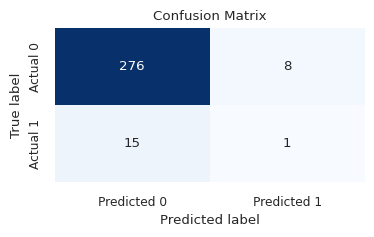 Confusion Matrix
True label
Actual 0
276
8
Actual 1
15
1
Predicted 0
Predicted 1
Predicted label